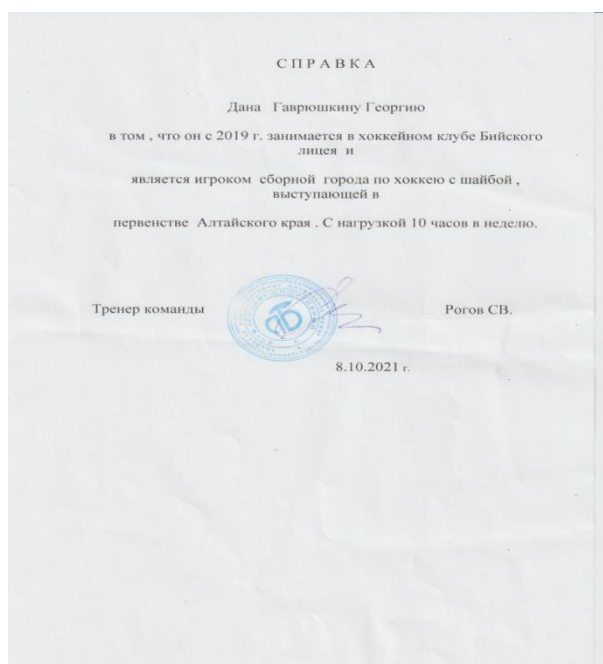 СПРАВКА
Дана Гаврюшкину Георгию
в том , что он с 2019 г. занимается в хоккейном клубе Бийского
лицея и
является игроком сборной города по хоккею с шайбой ,
выступающей в
первенстве Алтайского края . С нагрузкой 10 часов в неделю.
Тренер команды Рогов СВ.
8.10.2021 г.